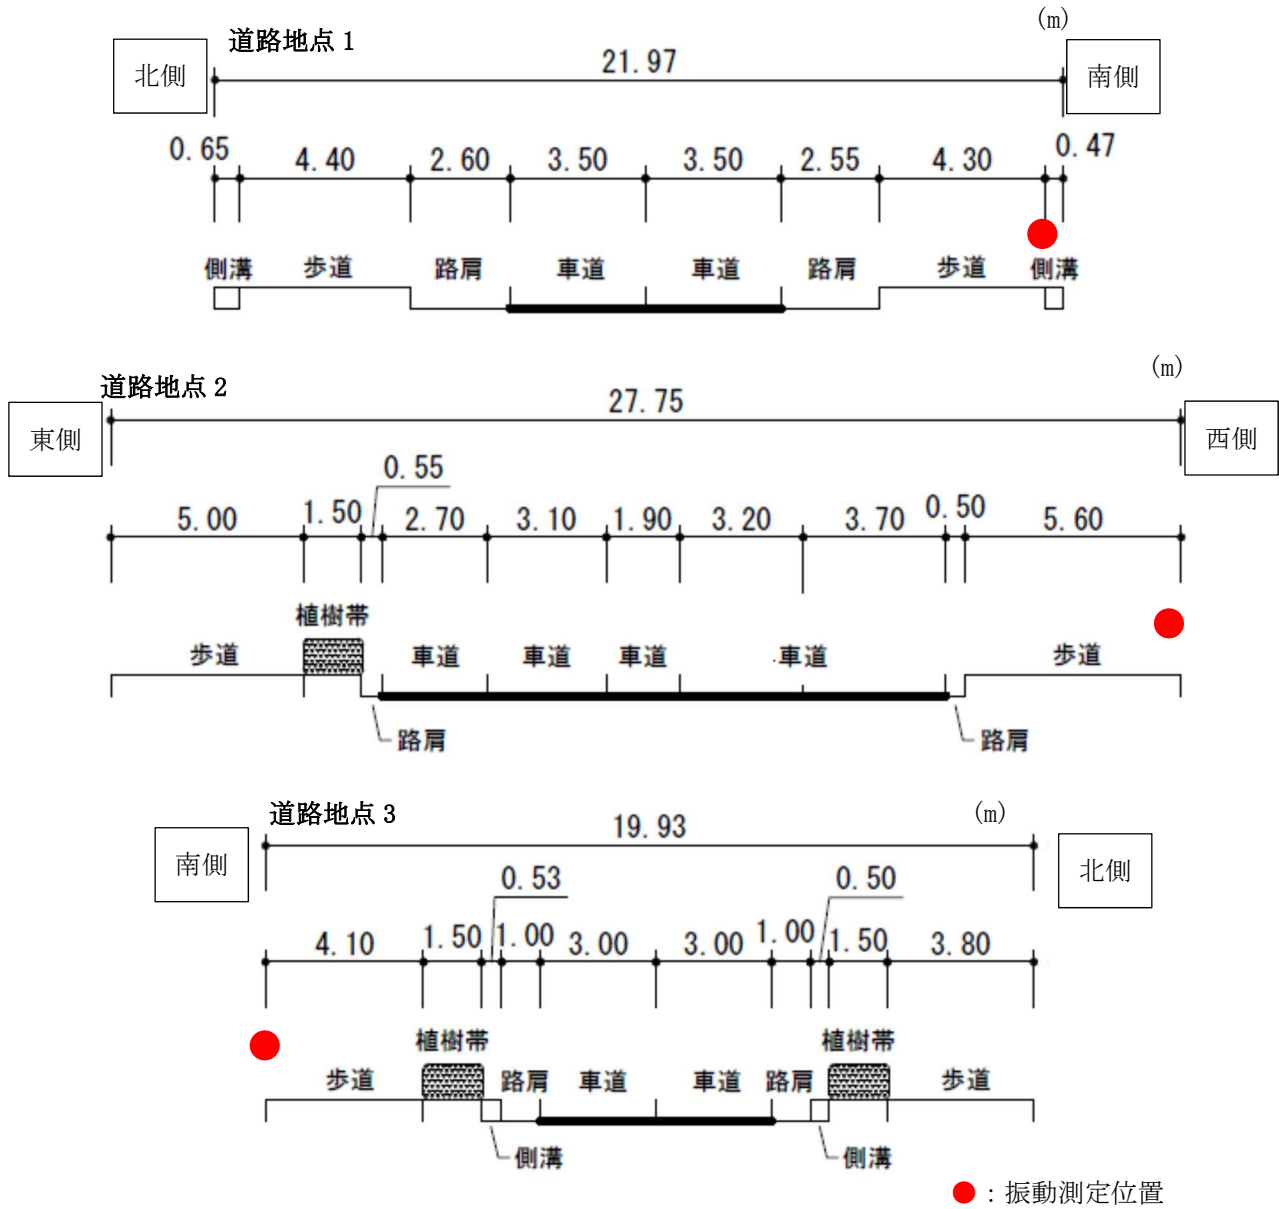 道路地点1
(m)
北側
21.97
南側
0.65
4.40
2.60
3.50
3.50
2.55
4.30
0.47
側溝
歩道
路肩
車道
車道
路肩
歩道
側溝
道路地点2
(m)
東側
27.75
西側
0.55
5.00
1.50
2.70
3.10
1.90
3.20
3.70
0.50
5.60
植樹帯
歩道
車道
車道
車道
車道
歩道
路肩
路肩
道路地点3
(m)
南側
19.93
北側
0.53
0.50
4.10
1.50
1.00
3.00
3.00
1.00
1.50
3.80
植樹帯
植樹帯
歩道
路肩
車道
車道
路肩
歩道
側溝
側溝
：振動測定位置